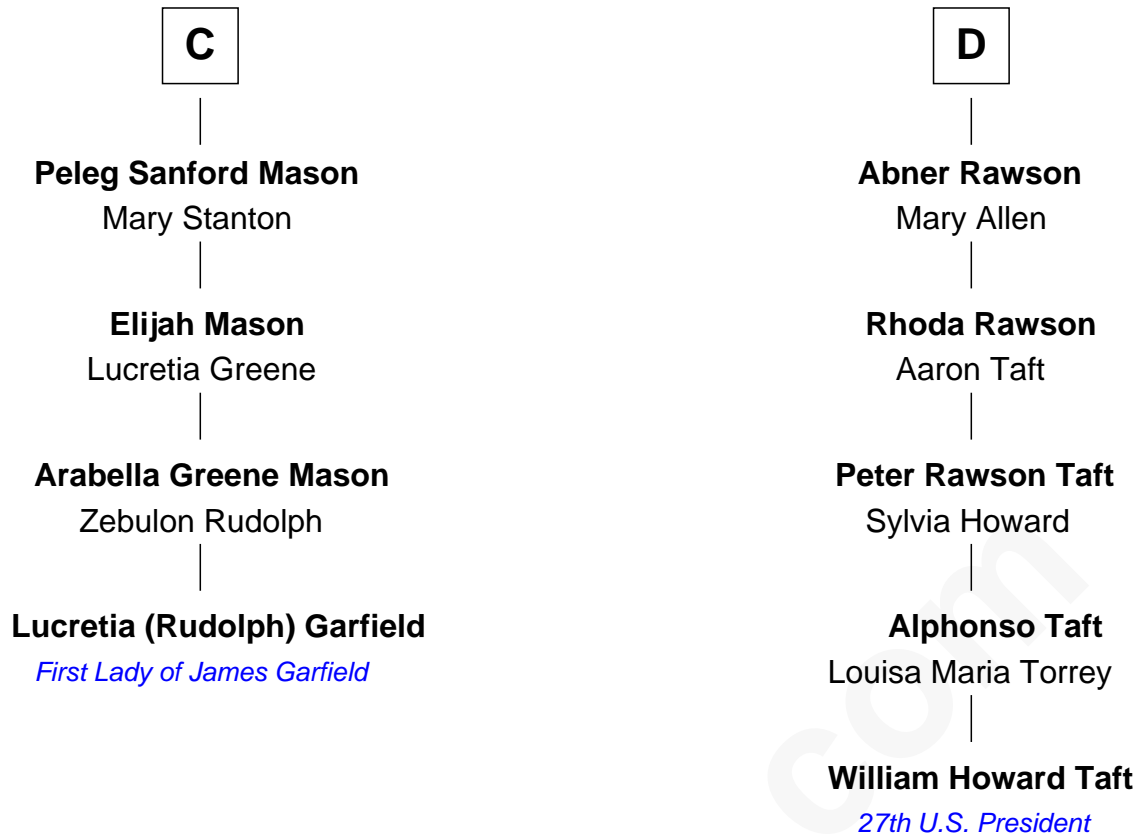 C
Peleg Sanford Mason
Mary Stanton
Elijah Mason
Lucretia Greene
Arabella Greene Mason
Zebulon Rudolph
Lucretia (Rudolph) Garfield
First Lady of James Garfield
D
Abner Rawson
Mary Allen
Rhoda Rawson
Aaron Taft
Peter Rawson Taft
Sylvia Howard
Alphonso Taft
Louisa Maria Torrey
William Howard Taft
27th U.S. President
com